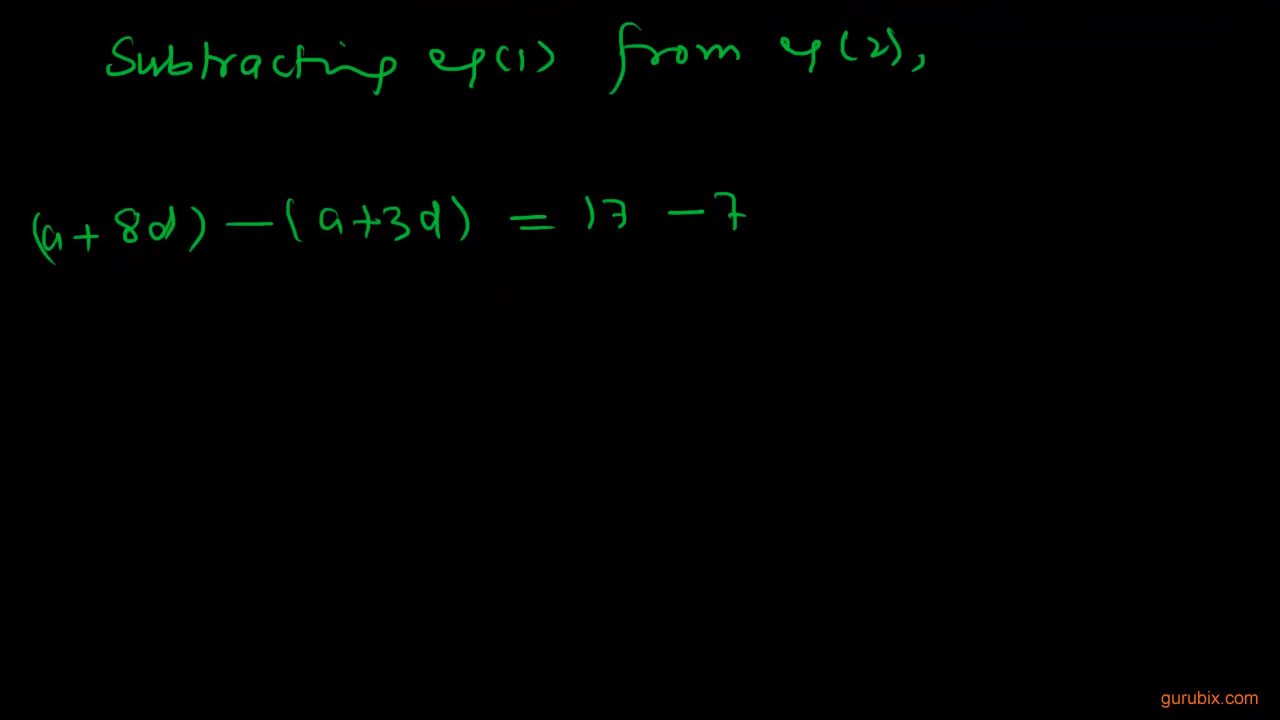 Subtracting eq(1) from eq(2),
(a+8d) - (a+3d) = 17 - 7
gurubix.com